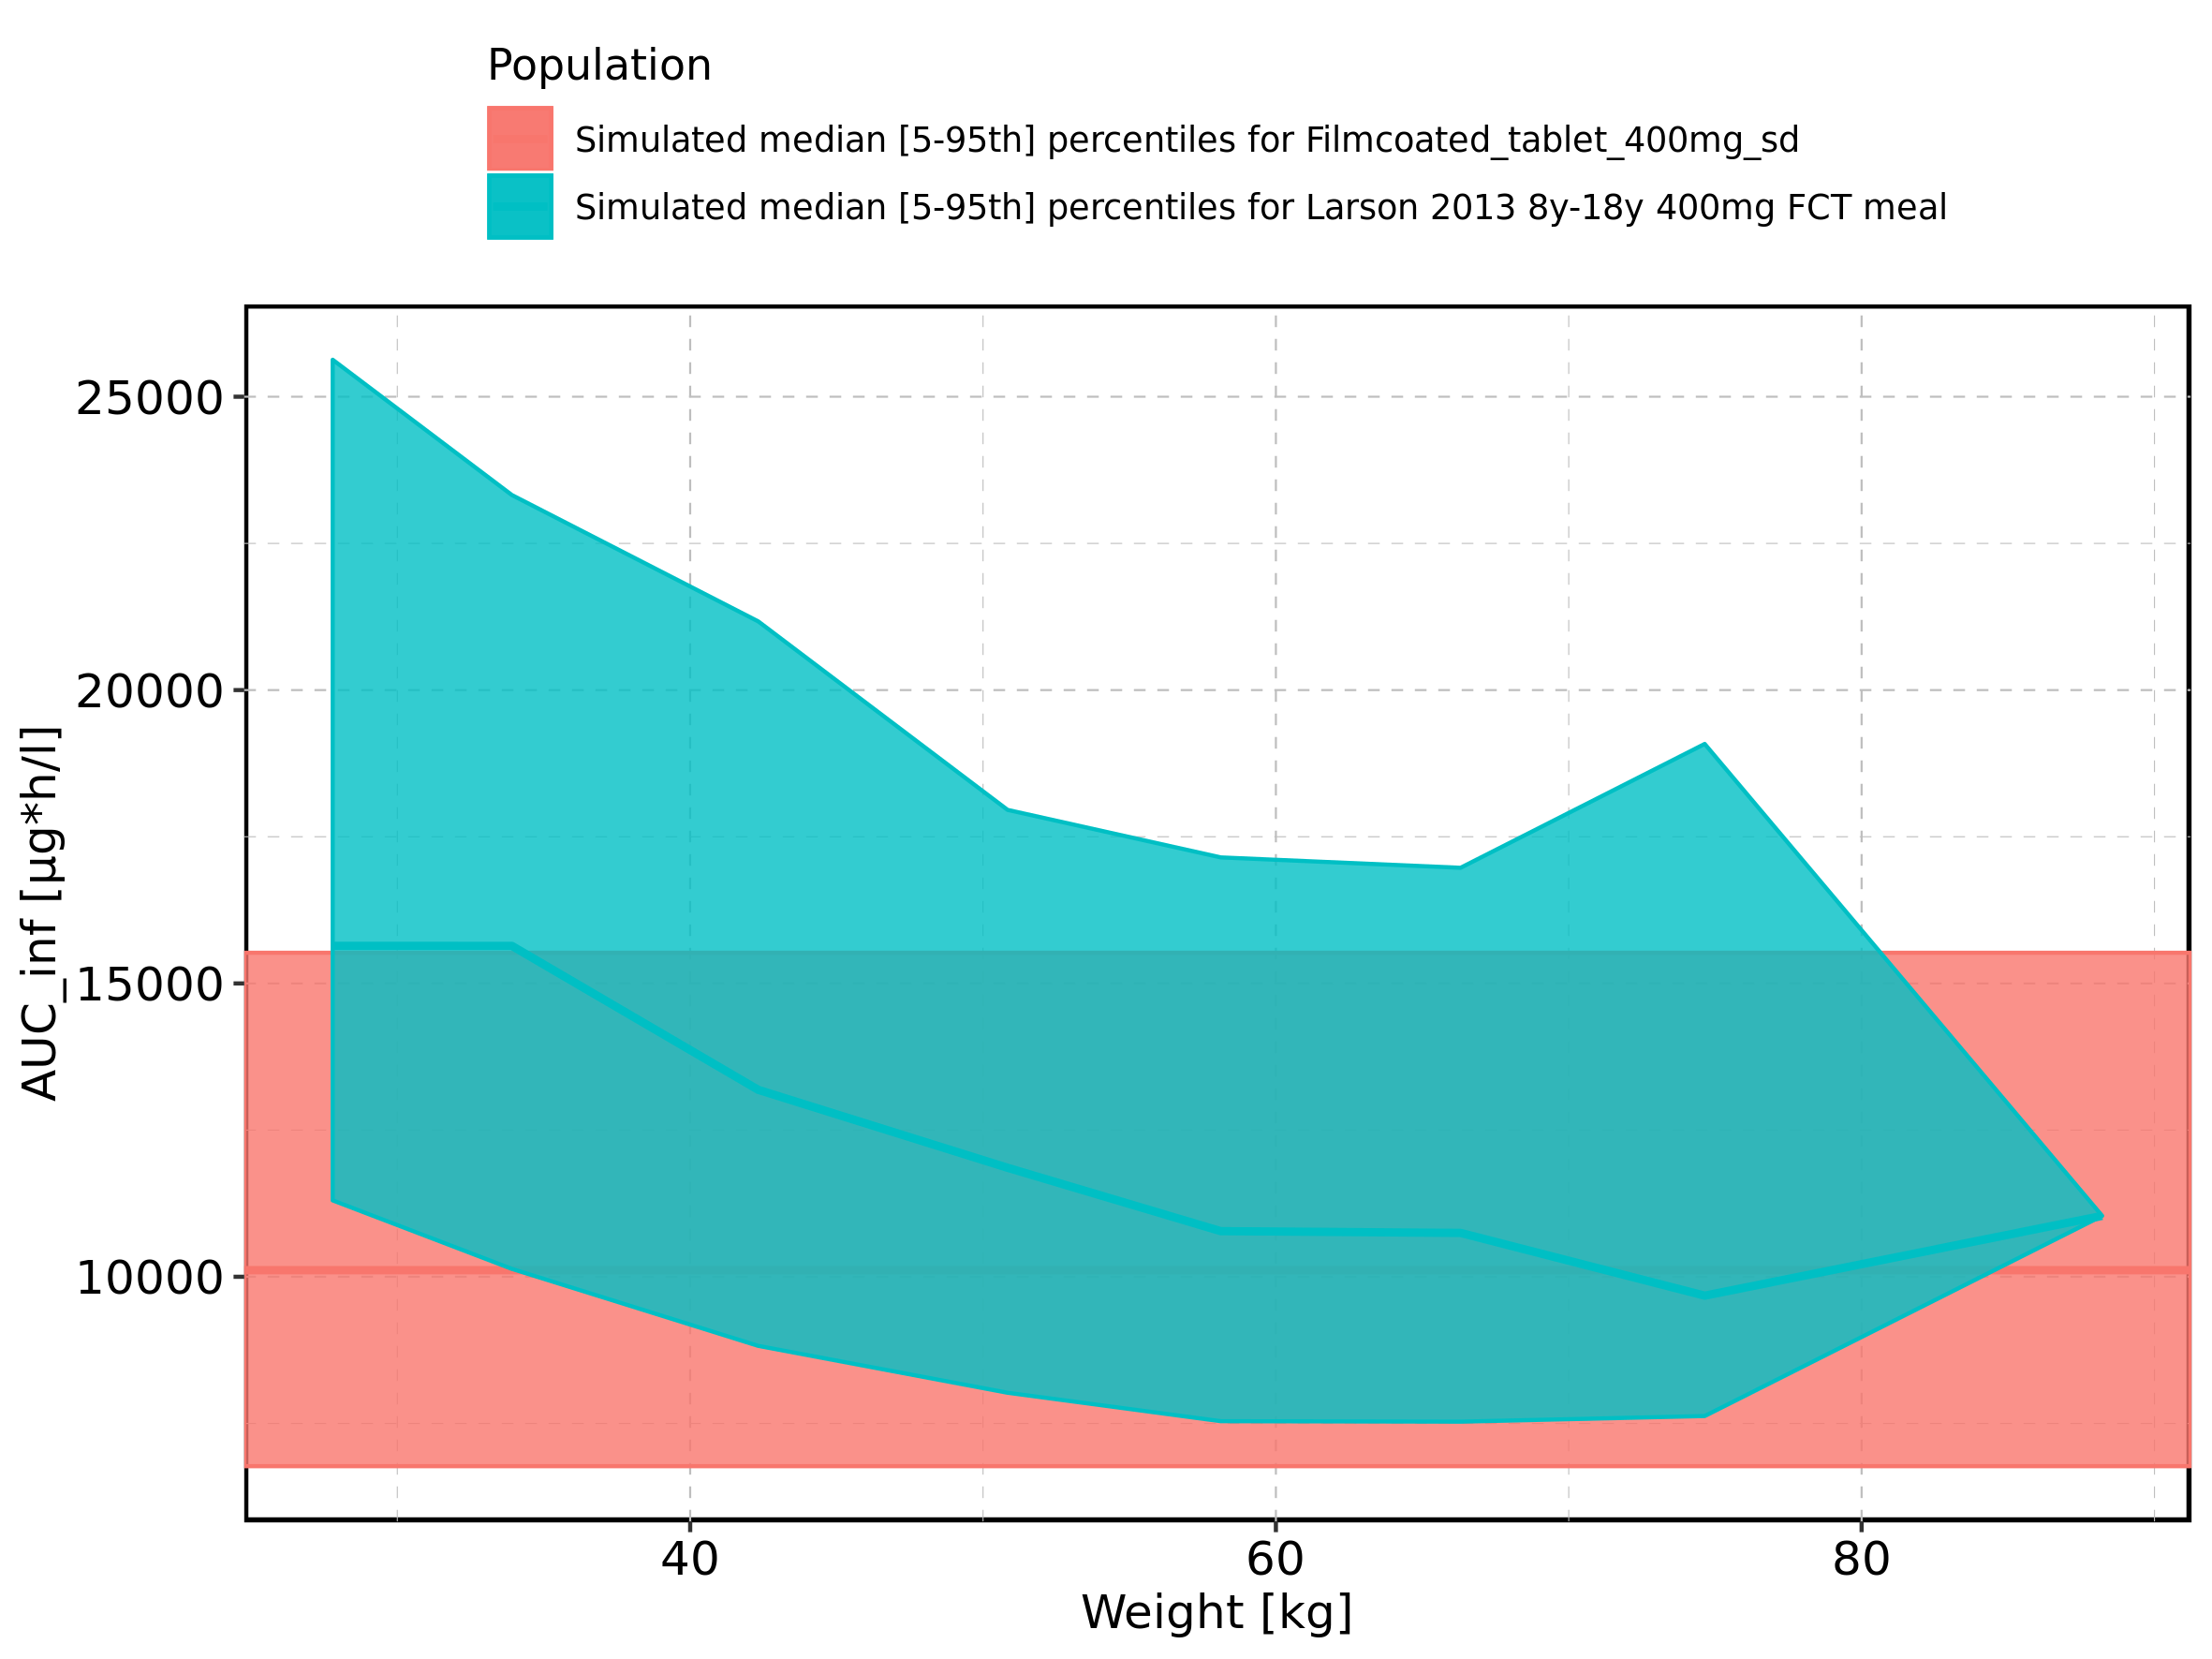 Population
Simulated median [5-95th] percentiles for Filmcoated_tablet_400mg_sd
Simulated median [5-95th] percentiles for Larson 2013 8y-18y 400mg FCT meal
AUC_inf [µg*h/l]
25000
20000
15000
10000
40 60 80
Weight [kg]